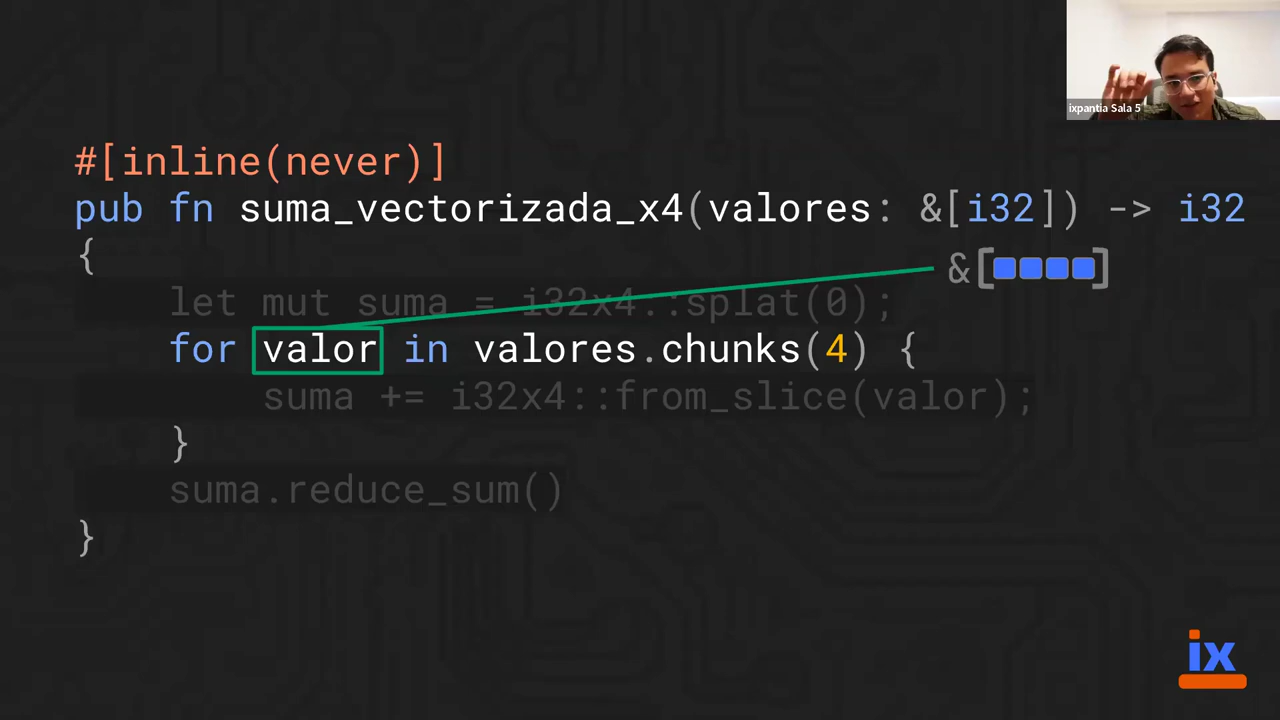 ixpantia Sala 5
#[inline(never)]
pub fn suma_vectorizada_x4(valores: &[i32]) -> i32
{
&[ ]
let mut suma = i32x4::splat(0);
for valor in valores.chunks(4) {
suma += i32x4::from_slice(valor);
}
suma.reduce_sum()
}
ix